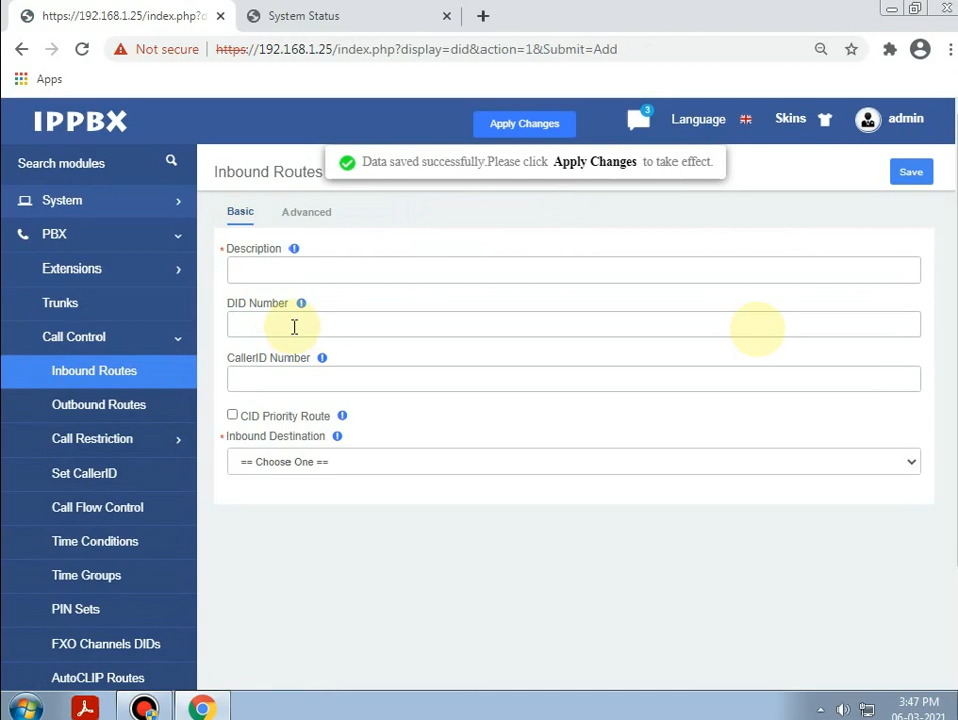 https://192.168.1.25/index.php?d
System Status
Not secure
https://192.168.1.25/index.php?display=did&action=1&Submit=Add
Apps
IPPBX
Apply Changes
3
Language
Skins
admin
Search modules
Data saved successfully.Please click Apply Changes to take effect.
Inbound Routes
Save
System
Basic
Advanced
PBX
Description
Extensions
DID Number
Trunks
Call Control
CallerID Number
Inbound Routes
Outbound Routes
CID Priority Route
Inbound Destination
Call Restriction
== Choose One ==
Set CallerID
Call Flow Control
Time Conditions
Time Groups
PIN Sets
FXO Channels DIDs
AutoCLIP Routes
3:47 PM
06-03-2021